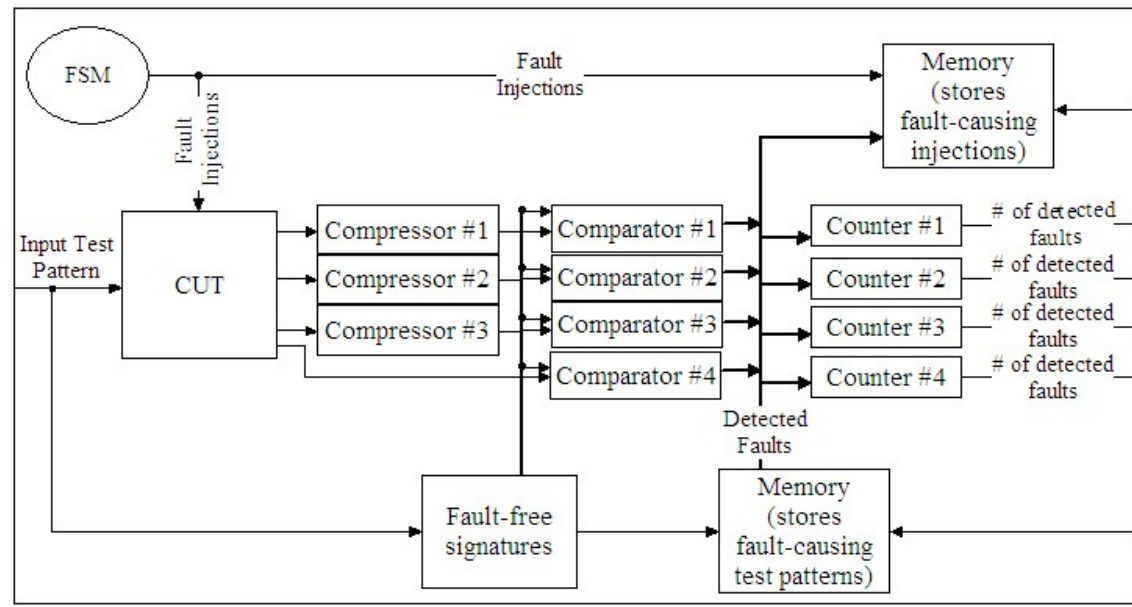 FSM
Fault
Injections
Fault
Injections
Memory
(stores
fault-causing
injections)
Input Test
Pattern
CUT
Compressor #1
Compressor #2
Compressor #3
Comparator #1
Comparator #2
Comparator #3
Comparator #4
Counter #1
Counter #2
Counter #3
Counter #4
# of detected
faults
# of detected
faults
# of detected
faults
# of detected
faults
Detected
Faults
Fault-free
signatures
Memory
(stores
fault-causing
test patterns)